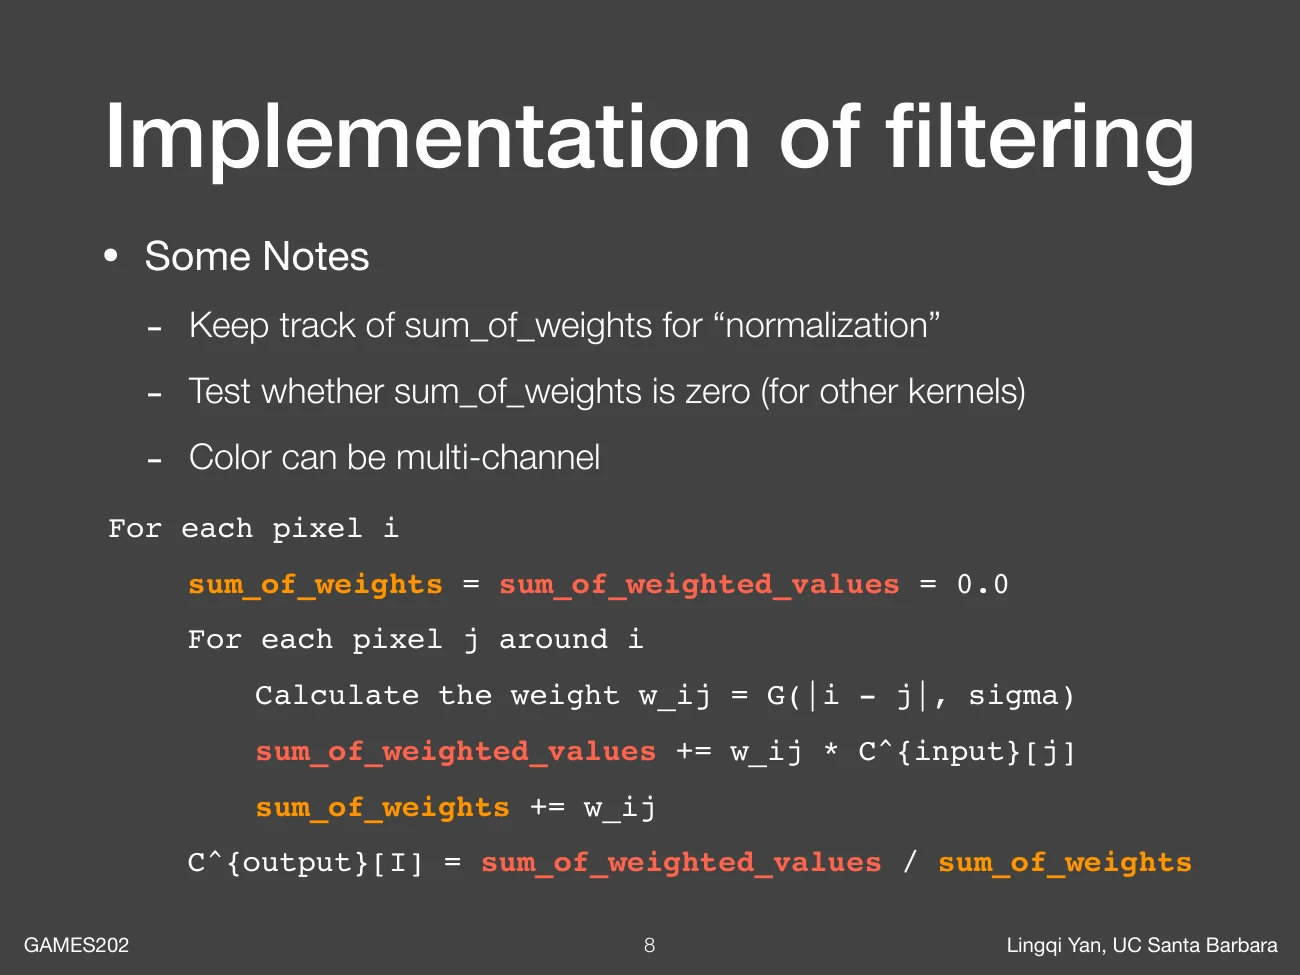 Implementation of filtering
• Some Notes
- Keep track of sum_of_weights for “normalization”
- Test whether sum_of_weights is zero (for other kernels)
- Color can be multi-channel
For each pixel i
sum_of_weights = sum_of_weighted_values = 0.0
For each pixel j around i
Calculate the weight w_ij = G(|i - j|, sigma)
sum_of_weighted_values += w_ij * C^{input}[j]
sum_of_weights += w_ij
C^{output}[I] = sum_of_weighted_values / sum_of_weights
GAMES202
8
Lingqi Yan, UC Santa Barbara